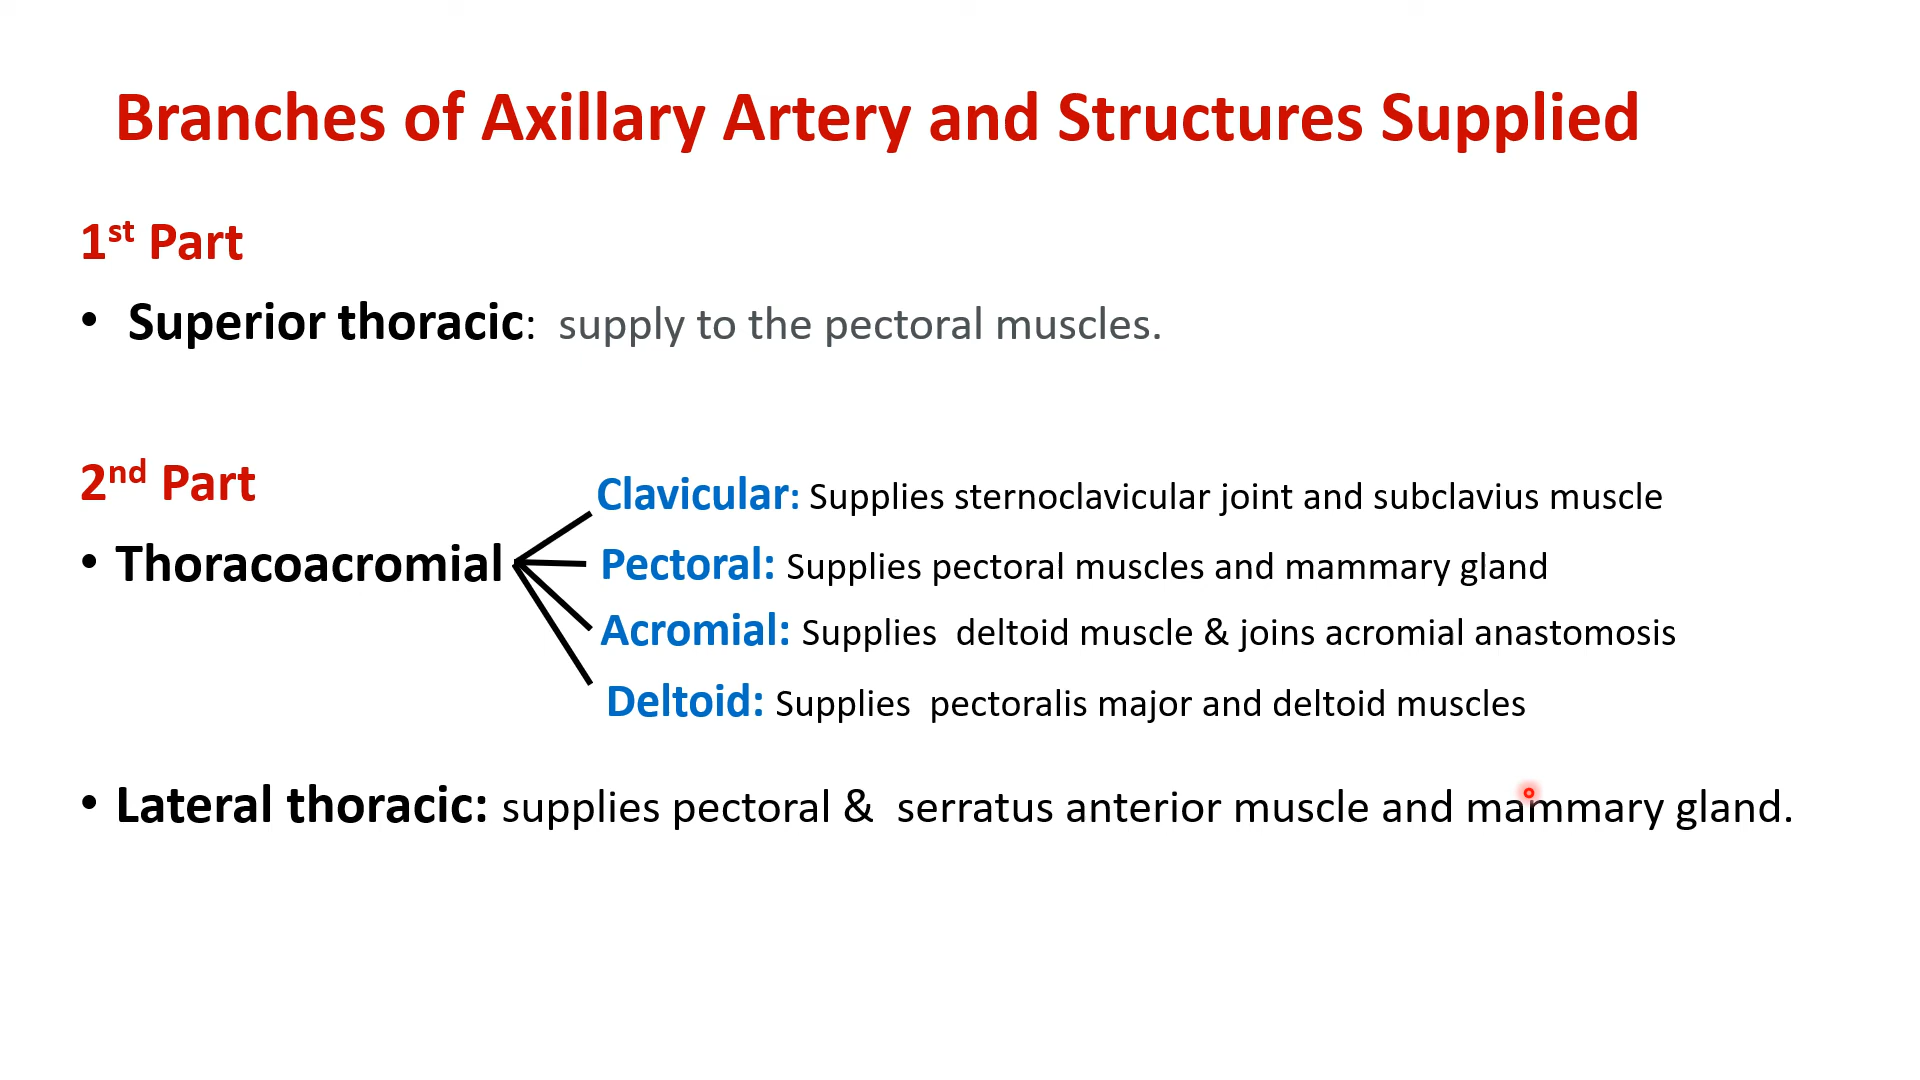 Branches of Axillary Artery and Structures Supplied
1st Part
• Superior thoracic: supply to the pectoral muscles.
2nd Part
Clavicular: Supplies sternoclavicular joint and subclavius muscle
• Thoracoacromial
Pectoral: Supplies pectoral muscles and mammary gland
Acromial: Supplies deltoid muscle & joins acromial anastomosis
Deltoid: Supplies pectoralis major and deltoid muscles
• Lateral thoracic: supplies pectoral & serratus anterior muscle and mammary gland.